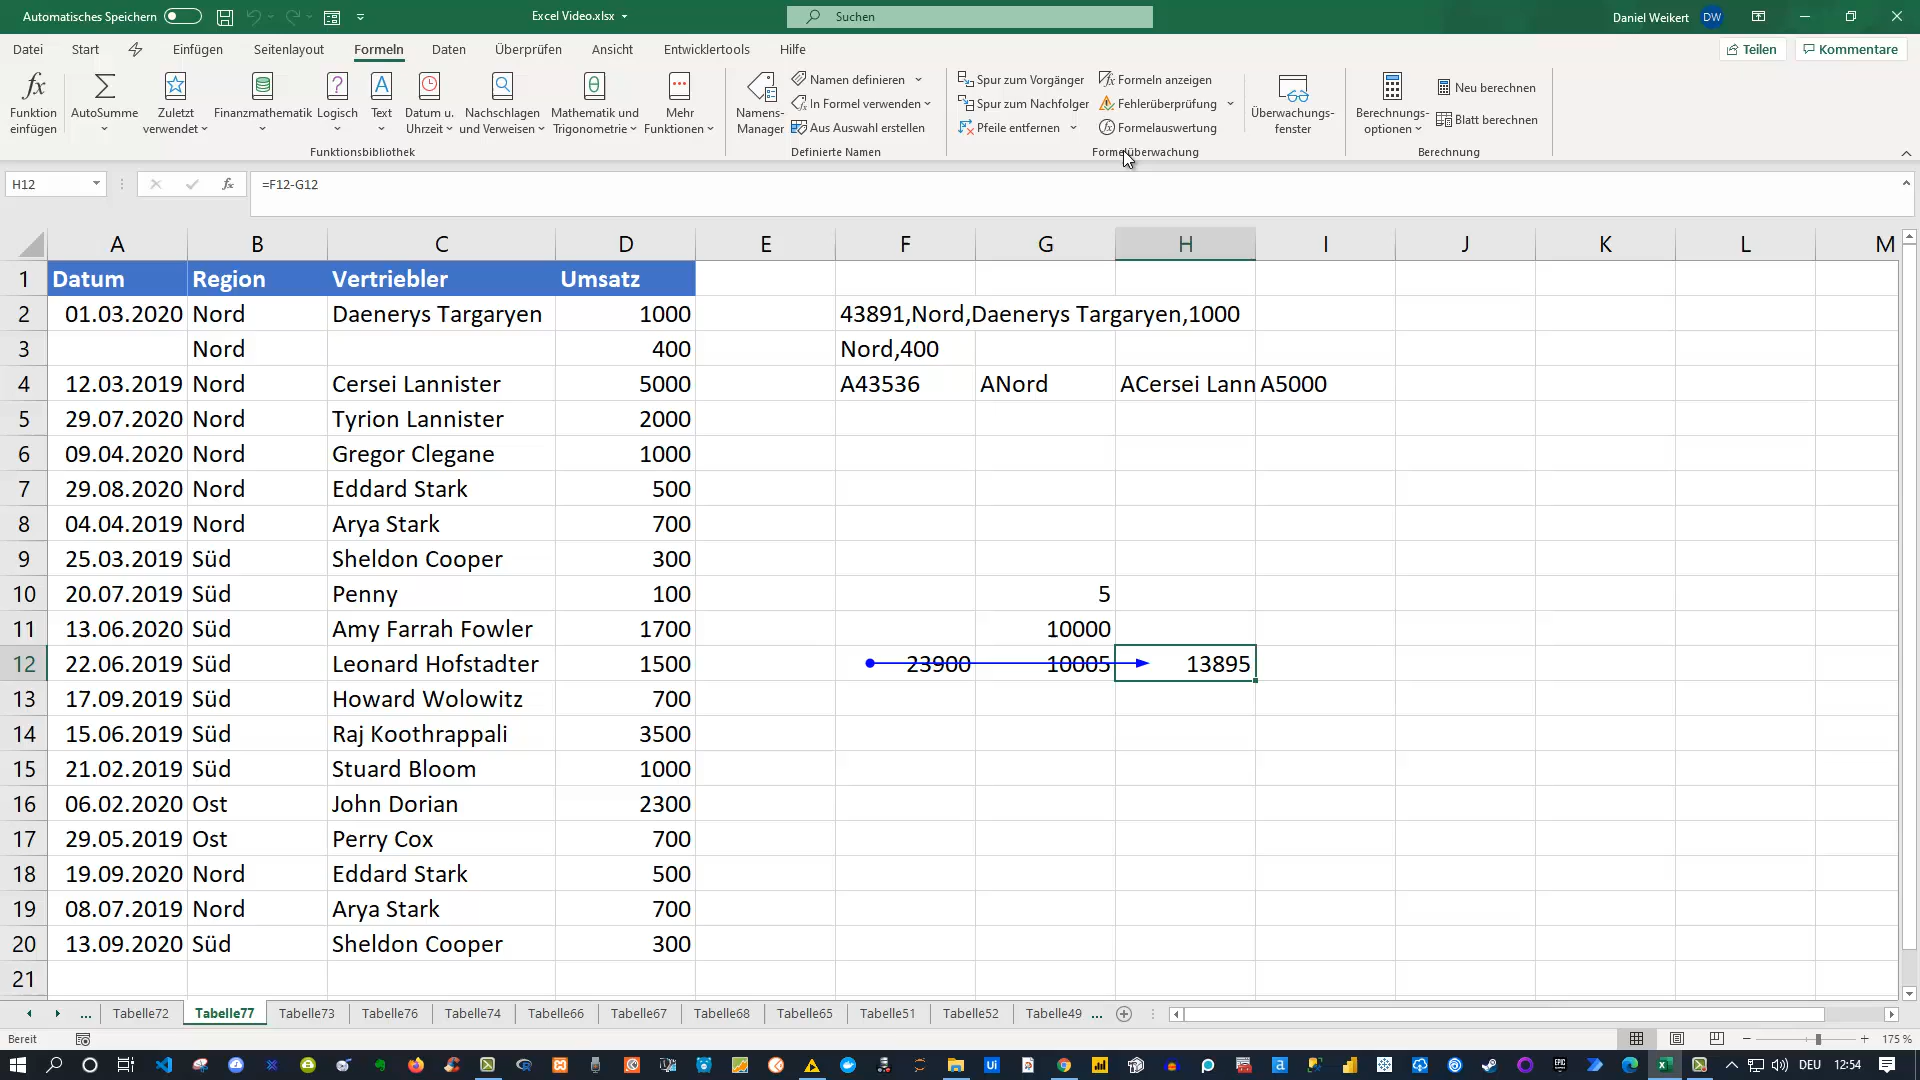 Automatisches Speichern
Excel Video.xlsx
Suchen
Daniel Weikert DW
Datei Start Einfügen Seitenlayout Formeln Daten Überprüfen Ansicht Entwicklertools Hilfe Teilen Kommentare
Funktion einfügen
AutoSumme
Zuletzt verwendet
Finanzmathematik
Logisch
Text
Datum u. Uhrzeit
Nachschlagen und Verweisen
Mathematik und Trigonometrie
Mehr Funktionen
Funktionsbibliothek
Namens-Manager
Namen definieren
In Formel verwenden
Aus Auswahl erstellen
Definierte Namen
Spur zum Vorgänger
Spur zum Nachfolger
Pfeile entfernen
Formeln anzeigen
Fehlerüberprüfung
Formelauswertung
Überwachungs-fenster
Formelüberwachung
Berechnungs-optionen
Neu berechnen
Blatt berechnen
Berechnung
H12 fx =F12-G12
A B C D E F G H I J K L M
1 Datum Region Vertriebler Umsatz
2 01.03.2020 Nord Daenerys Targaryen 1000 43891,Nord,Daenerys Targaryen,1000
3 Nord 400 Nord,400
4 12.03.2019 Nord Cersei Lannister 5000 A43536 ANord ACersei Lann A5000
5 29.07.2020 Nord Tyrion Lannister 2000
6 09.04.2020 Nord Gregor Clegane 1000
7 29.08.2020 Nord Eddard Stark 500
8 04.04.2019 Nord Arya Stark 700
9 25.03.2019 Süd Sheldon Cooper 300
10 20.07.2019 Süd Penny 100 5
11 13.06.2020 Süd Amy Farrah Fowler 1700 10000
12 22.06.2019 Süd Leonard Hofstadter 1500 23900 10005 13895
13 17.09.2019 Süd Howard Wolowitz 700
14 15.06.2019 Süd Raj Koothrappali 3500
15 21.02.2019 Süd Stuard Bloom 1000
16 06.02.2020 Ost John Dorian 2300
17 29.05.2019 Ost Perry Cox 700
18 19.09.2020 Nord Eddard Stark 500
19 08.07.2019 Nord Arya Stark 700
20 13.09.2020 Süd Sheldon Cooper 300
21
... Tabelle72 Tabelle77 Tabelle73 Tabelle76 Tabelle74 Tabelle66 Tabelle67 Tabelle68 Tabelle65 Tabelle51 Tabelle52 Tabelle49 ...
Bereit 175 %
DEU 12:54